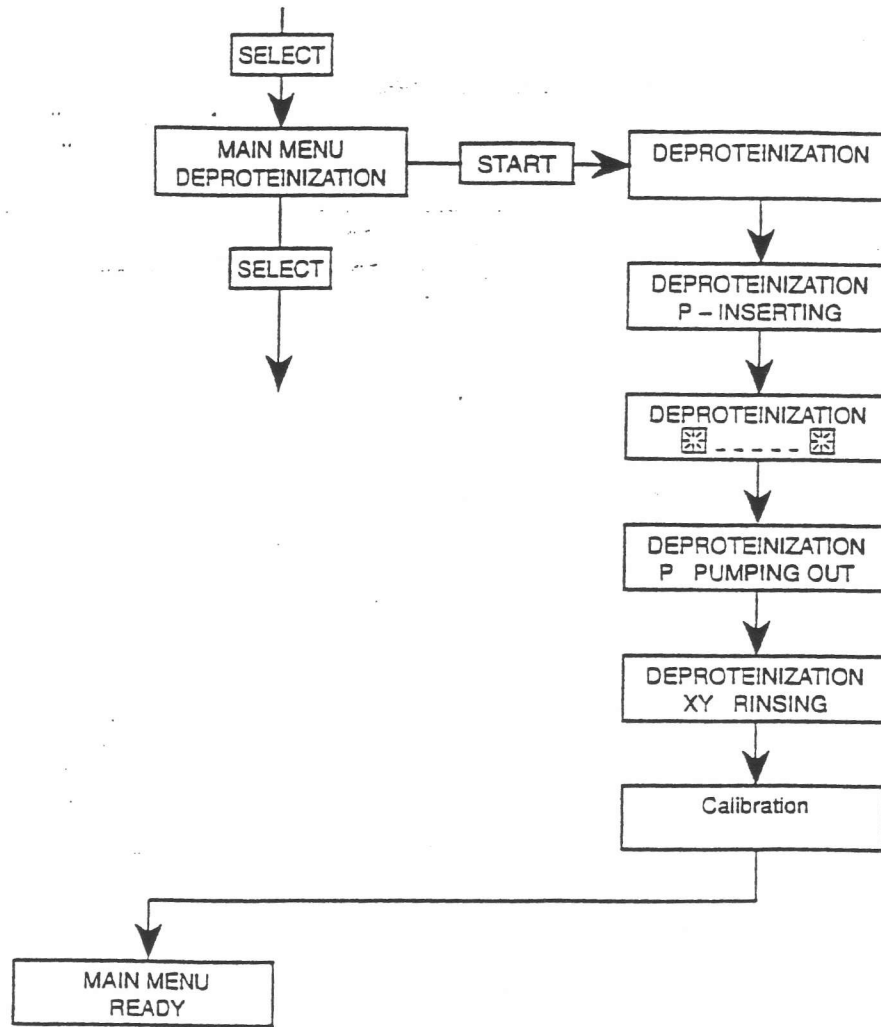 SELECT
MAIN MENU
DEPROTEINIZATION
START
DEPROTEINIZATION
SELECT
DEPROTEINIZATION
P – INSERTING
DEPROTEINIZATION
DEPROTEINIZATION
P PUMPING OUT
DEPROTEINIZATION
XY RINSING
Calibration
MAIN MENU
READY